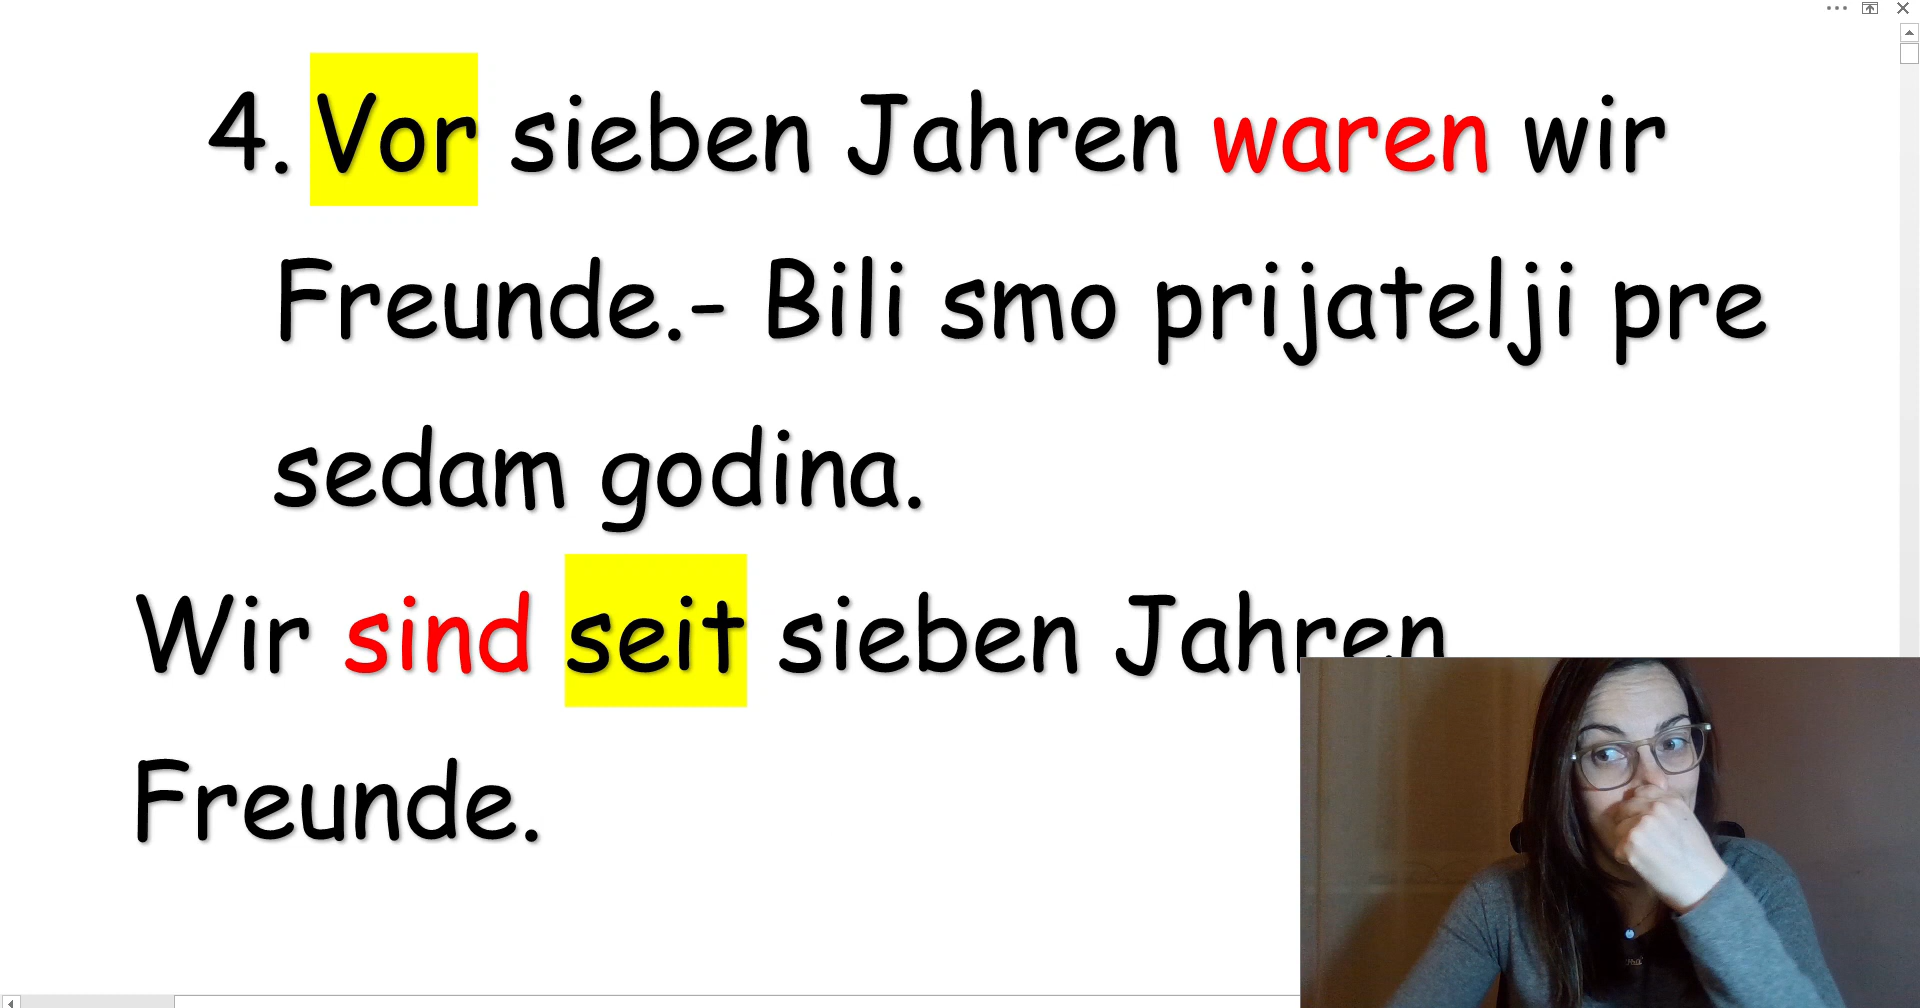 4. Vor sieben Jahren waren wir
Freunde.- Bili smo prijatelji pre
sedam godina.
Wir sind seit sieben Jahren
Freunde.